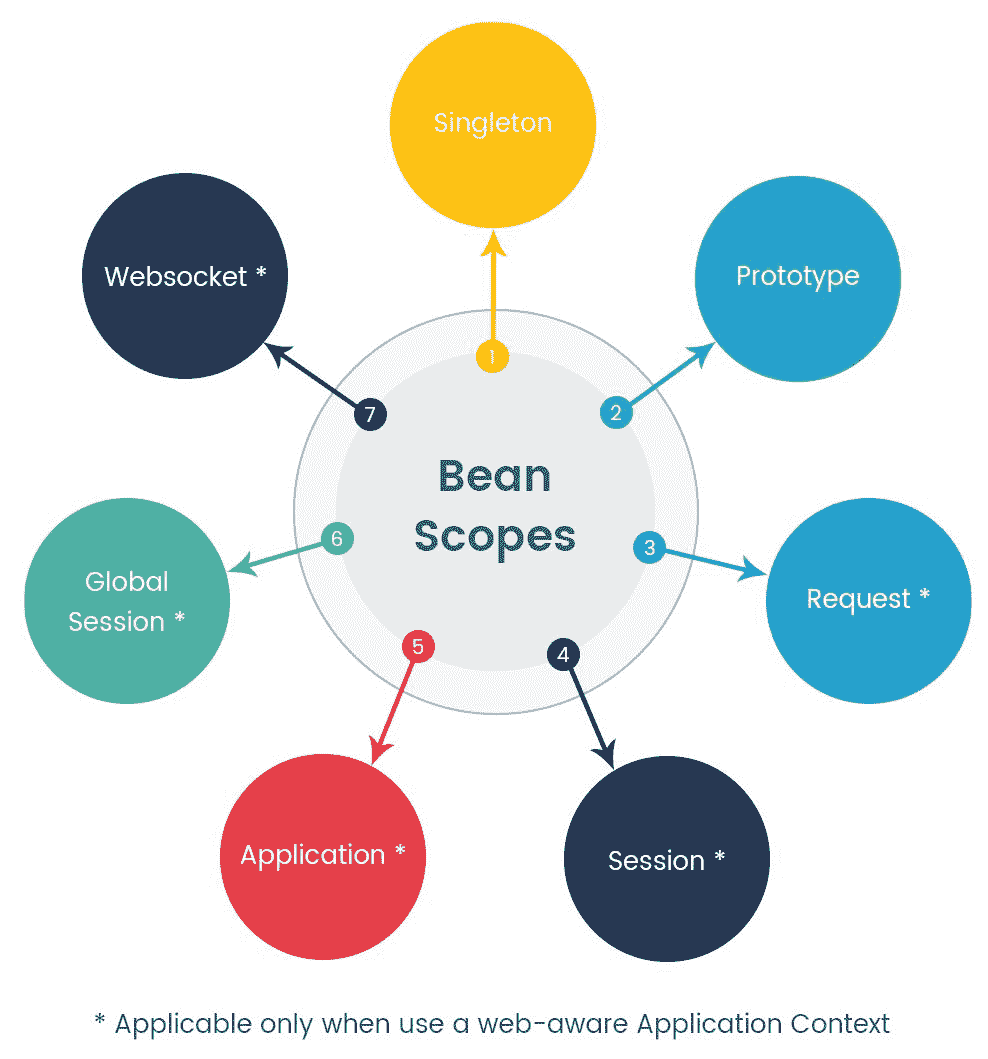 Singleton
Websocket *
Prototype
1
7
2
Bean
Scopes
6
3
Global
Session *
Request *
5
4
Application *
Session *
* Applicable only when use a web-aware Application Context